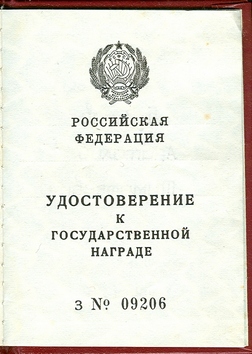 РОССИЙСКАЯ
ФЕДЕРАЦИЯ
УДОСТОВЕРЕНИЕ
К
ГОСУДАРСТВЕННОЙ
НАГРАДЕ
З № 09206